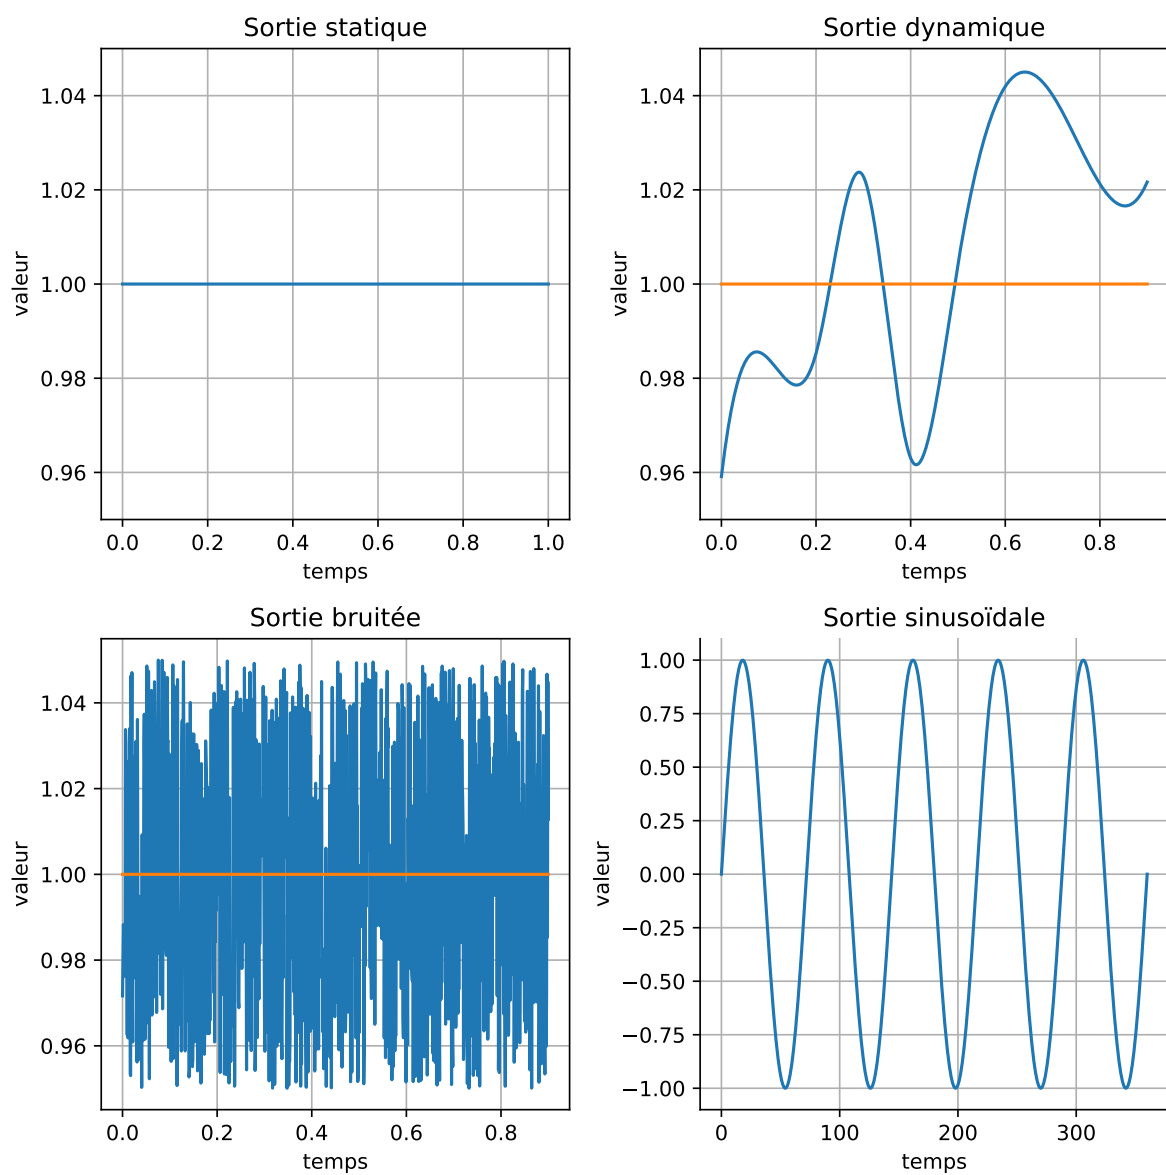 Sortie statique
valeur
1.04
1.02
1.00
0.98
0.96
0.0 0.2 0.4 0.6 0.8 1.0
temps
Sortie dynamique
valeur
1.04
1.02
1.00
0.98
0.96
0.0 0.2 0.4 0.6 0.8
temps
Sortie bruitée
valeur
1.04
1.02
1.00
0.98
0.96
0.0 0.2 0.4 0.6 0.8
temps
Sortie sinusoïdale
valeur
1.00
0.75
0.50
0.25
0.00
−0.25
−0.50
−0.75
−1.00
0 100 200 300
temps